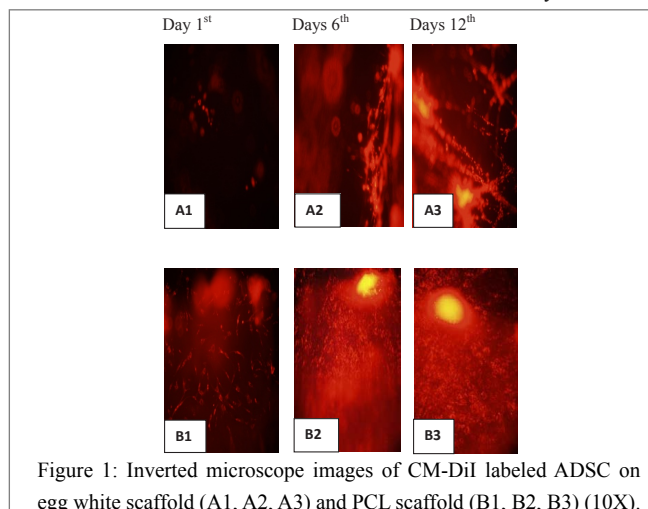 Day 1st Days 6th Days 12th
A1 A2 A3
B1 B2 B3
Figure 1: Inverted microscope images of CM-DiI labeled ADSC on
egg white scaffold (A1, A2, A3) and PCL scaffold (B1, B2, B3) (10X).